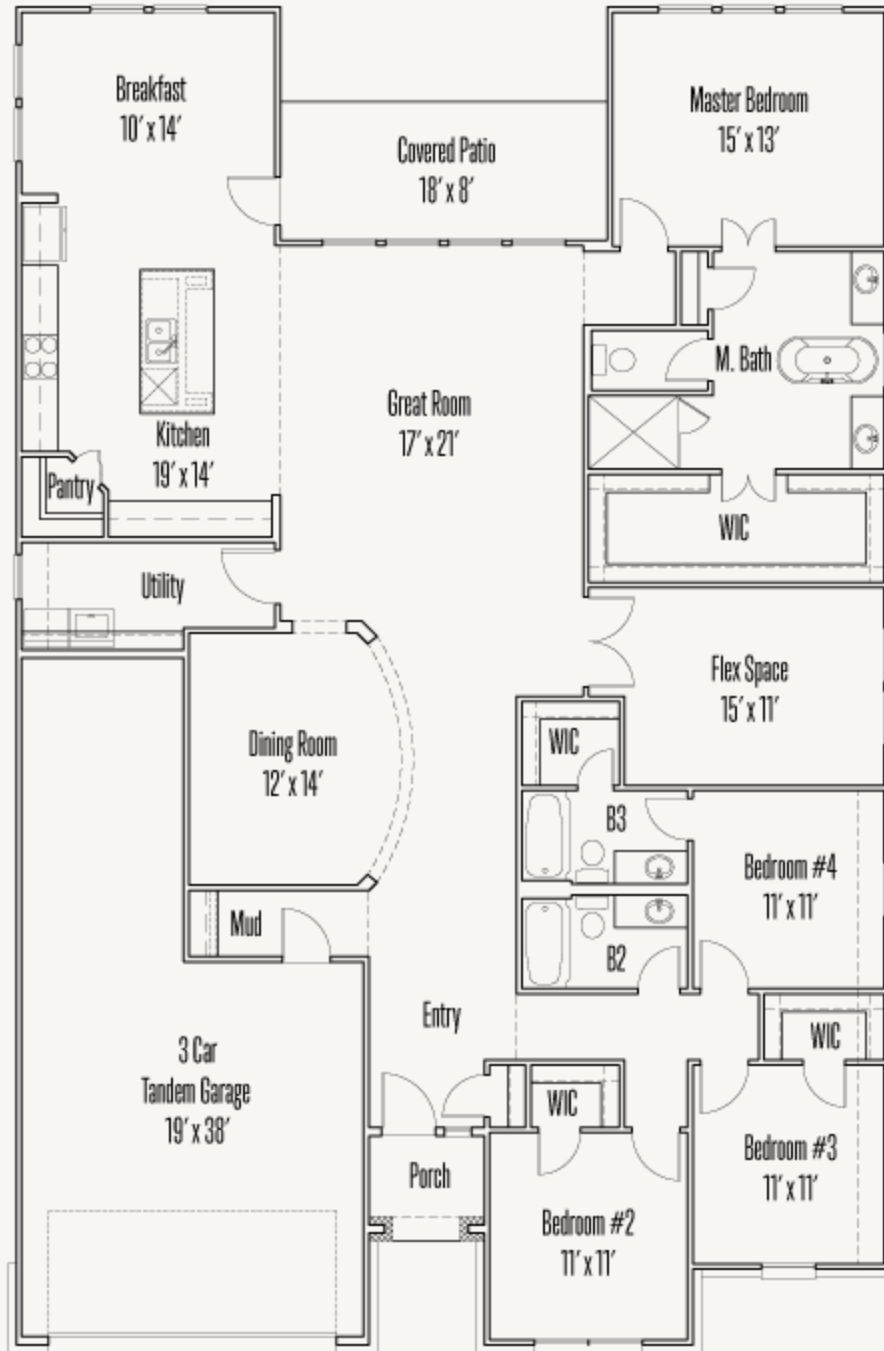 Breakfast
10' x 14'
Master Bedroom
15' x 13'
Covered Patio
18' x 8'
M. Bath
Great Room
17' x 21'
Kitchen
19' x 14'
Pantry
WIC
Utility
Flex Space
15' x 11'
Dining Room
12' x 14'
WIC
B3
Bedroom #4
11' x 11'
Mud
B2
Entry
WIC
3 Car
Tandem Garage
19' x 38'
WIC
Porch
Bedroom #3
11' x 11'
Bedroom #2
11' x 11'